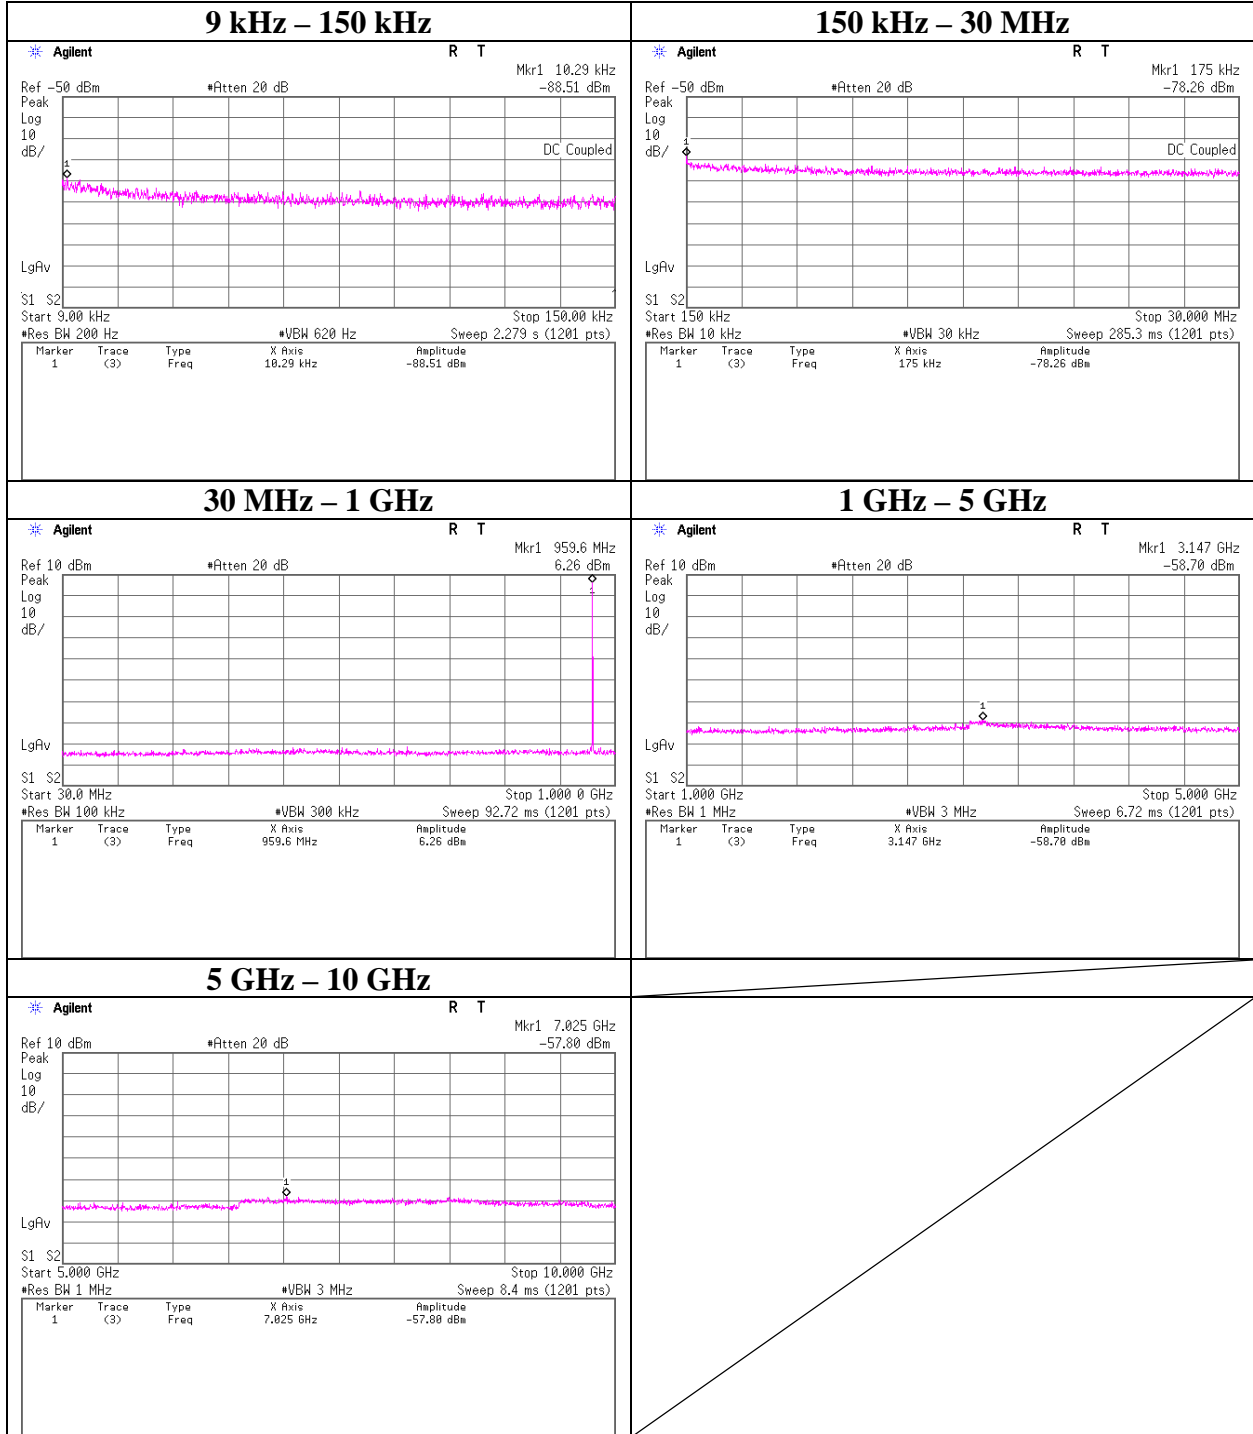 9 kHz – 150 kHz
Agilent
R T
Mkr1 10.29 kHz
Ref -50 dBm #Atten 20 dB -88.51 dBm
Peak
Log
10
dB/
DC Coupled
1
LgAv
S1 S2
Start 9.00 kHz Stop 150.00 kHz
#Res BW 200 Hz #VBW 620 Hz Sweep 2.279 s (1201 pts)
Marker Trace Type X Axis Amplitude
1 (3) Freq 10.29 kHz -88.51 dBm
150 kHz – 30 MHz
Agilent
R T
Mkr1 175 kHz
Ref -50 dBm #Atten 20 dB -78.26 dBm
Peak
Log
10
dB/
DC Coupled
1
LgAv
S1 S2
Start 150 kHz Stop 30.000 MHz
#Res BW 10 kHz #VBW 30 kHz Sweep 285.3 ms (1201 pts)
Marker Trace Type X Axis Amplitude
1 (3) Freq 175 kHz -78.26 dBm
30 MHz – 1 GHz
Agilent
R T
Mkr1 959.6 MHz
Ref 10 dBm #Atten 20 dB 6.26 dBm
Peak
Log
10
dB/
1
LgAv
S1 S2
Start 30.0 MHz Stop 1.000 0 GHz
#Res BW 100 kHz #VBW 300 kHz Sweep 92.72 ms (1201 pts)
Marker Trace Type X Axis Amplitude
1 (3) Freq 959.6 MHz 6.26 dBm
1 GHz – 5 GHz
Agilent
R T
Mkr1 3.147 GHz
Ref 10 dBm #Atten 20 dB -58.70 dBm
Peak
Log
10
dB/
1
LgAv
S1 S2
Start 1.000 GHz Stop 5.000 GHz
#Res BW 1 MHz #VBW 3 MHz Sweep 6.72 ms (1201 pts)
Marker Trace Type X Axis Amplitude
1 (3) Freq 3.147 GHz -58.70 dBm
5 GHz – 10 GHz
Agilent
R T
Mkr1 7.025 GHz
Ref 10 dBm #Atten 20 dB -57.80 dBm
Peak
Log
10
dB/
1
LgAv
S1 S2
Start 5.000 GHz Stop 10.000 GHz
#Res BW 1 MHz #VBW 3 MHz Sweep 8.4 ms (1201 pts)
Marker Trace Type X Axis Amplitude
1 (3) Freq 7.025 GHz -57.80 dBm